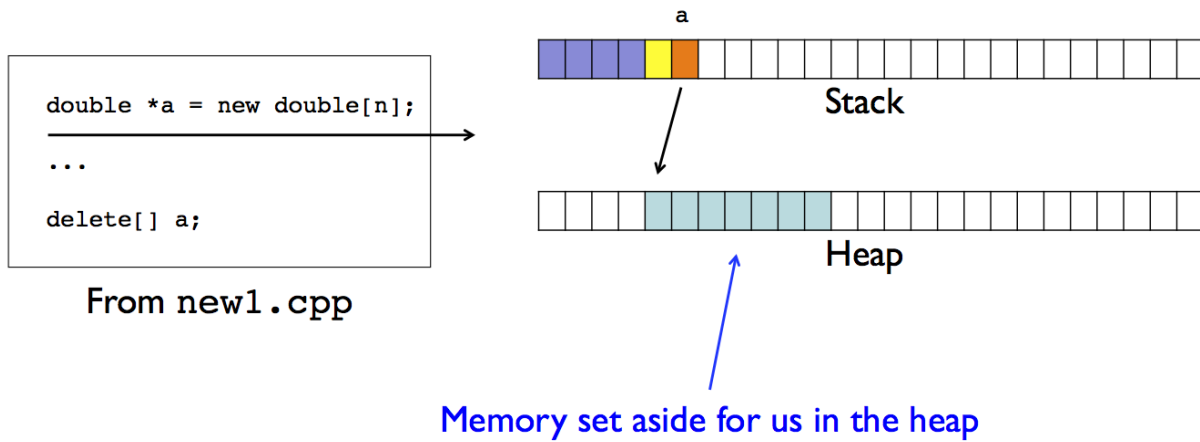 double *a = new double[n];
...
delete[] a;
From new1.cpp
a
Stack
Heap
Memory set aside for us in the heap